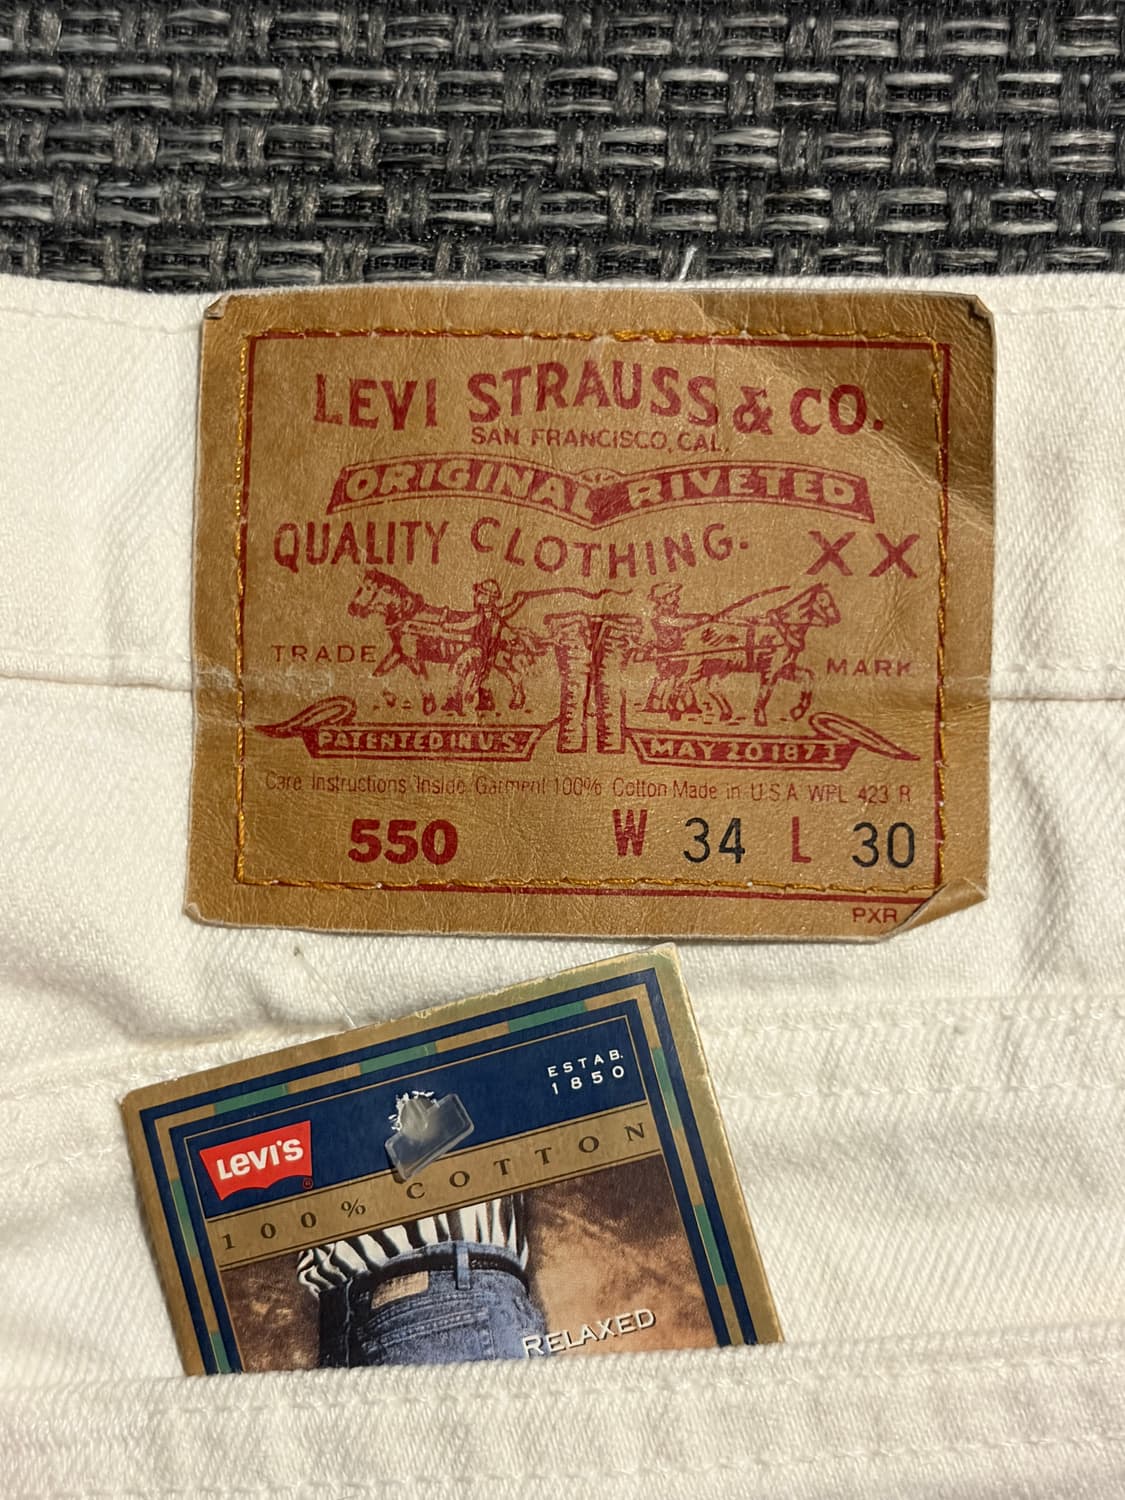 LEVI STRAUSS & CO.
SAN FRANCISCO, CAL.
ORIGINAL RIVETED
QUALITY CLOTHING. XX
TRADE MARK
PATENTED IN U.S. MAY 20 1873
Care Instructions Inside Garment 100% Cotton Made in U.S.A WPL 423 R
550 W 34 L 30
PXR
ESTAB.
1850
LEVI'S®
100% COTTON
RELAXED